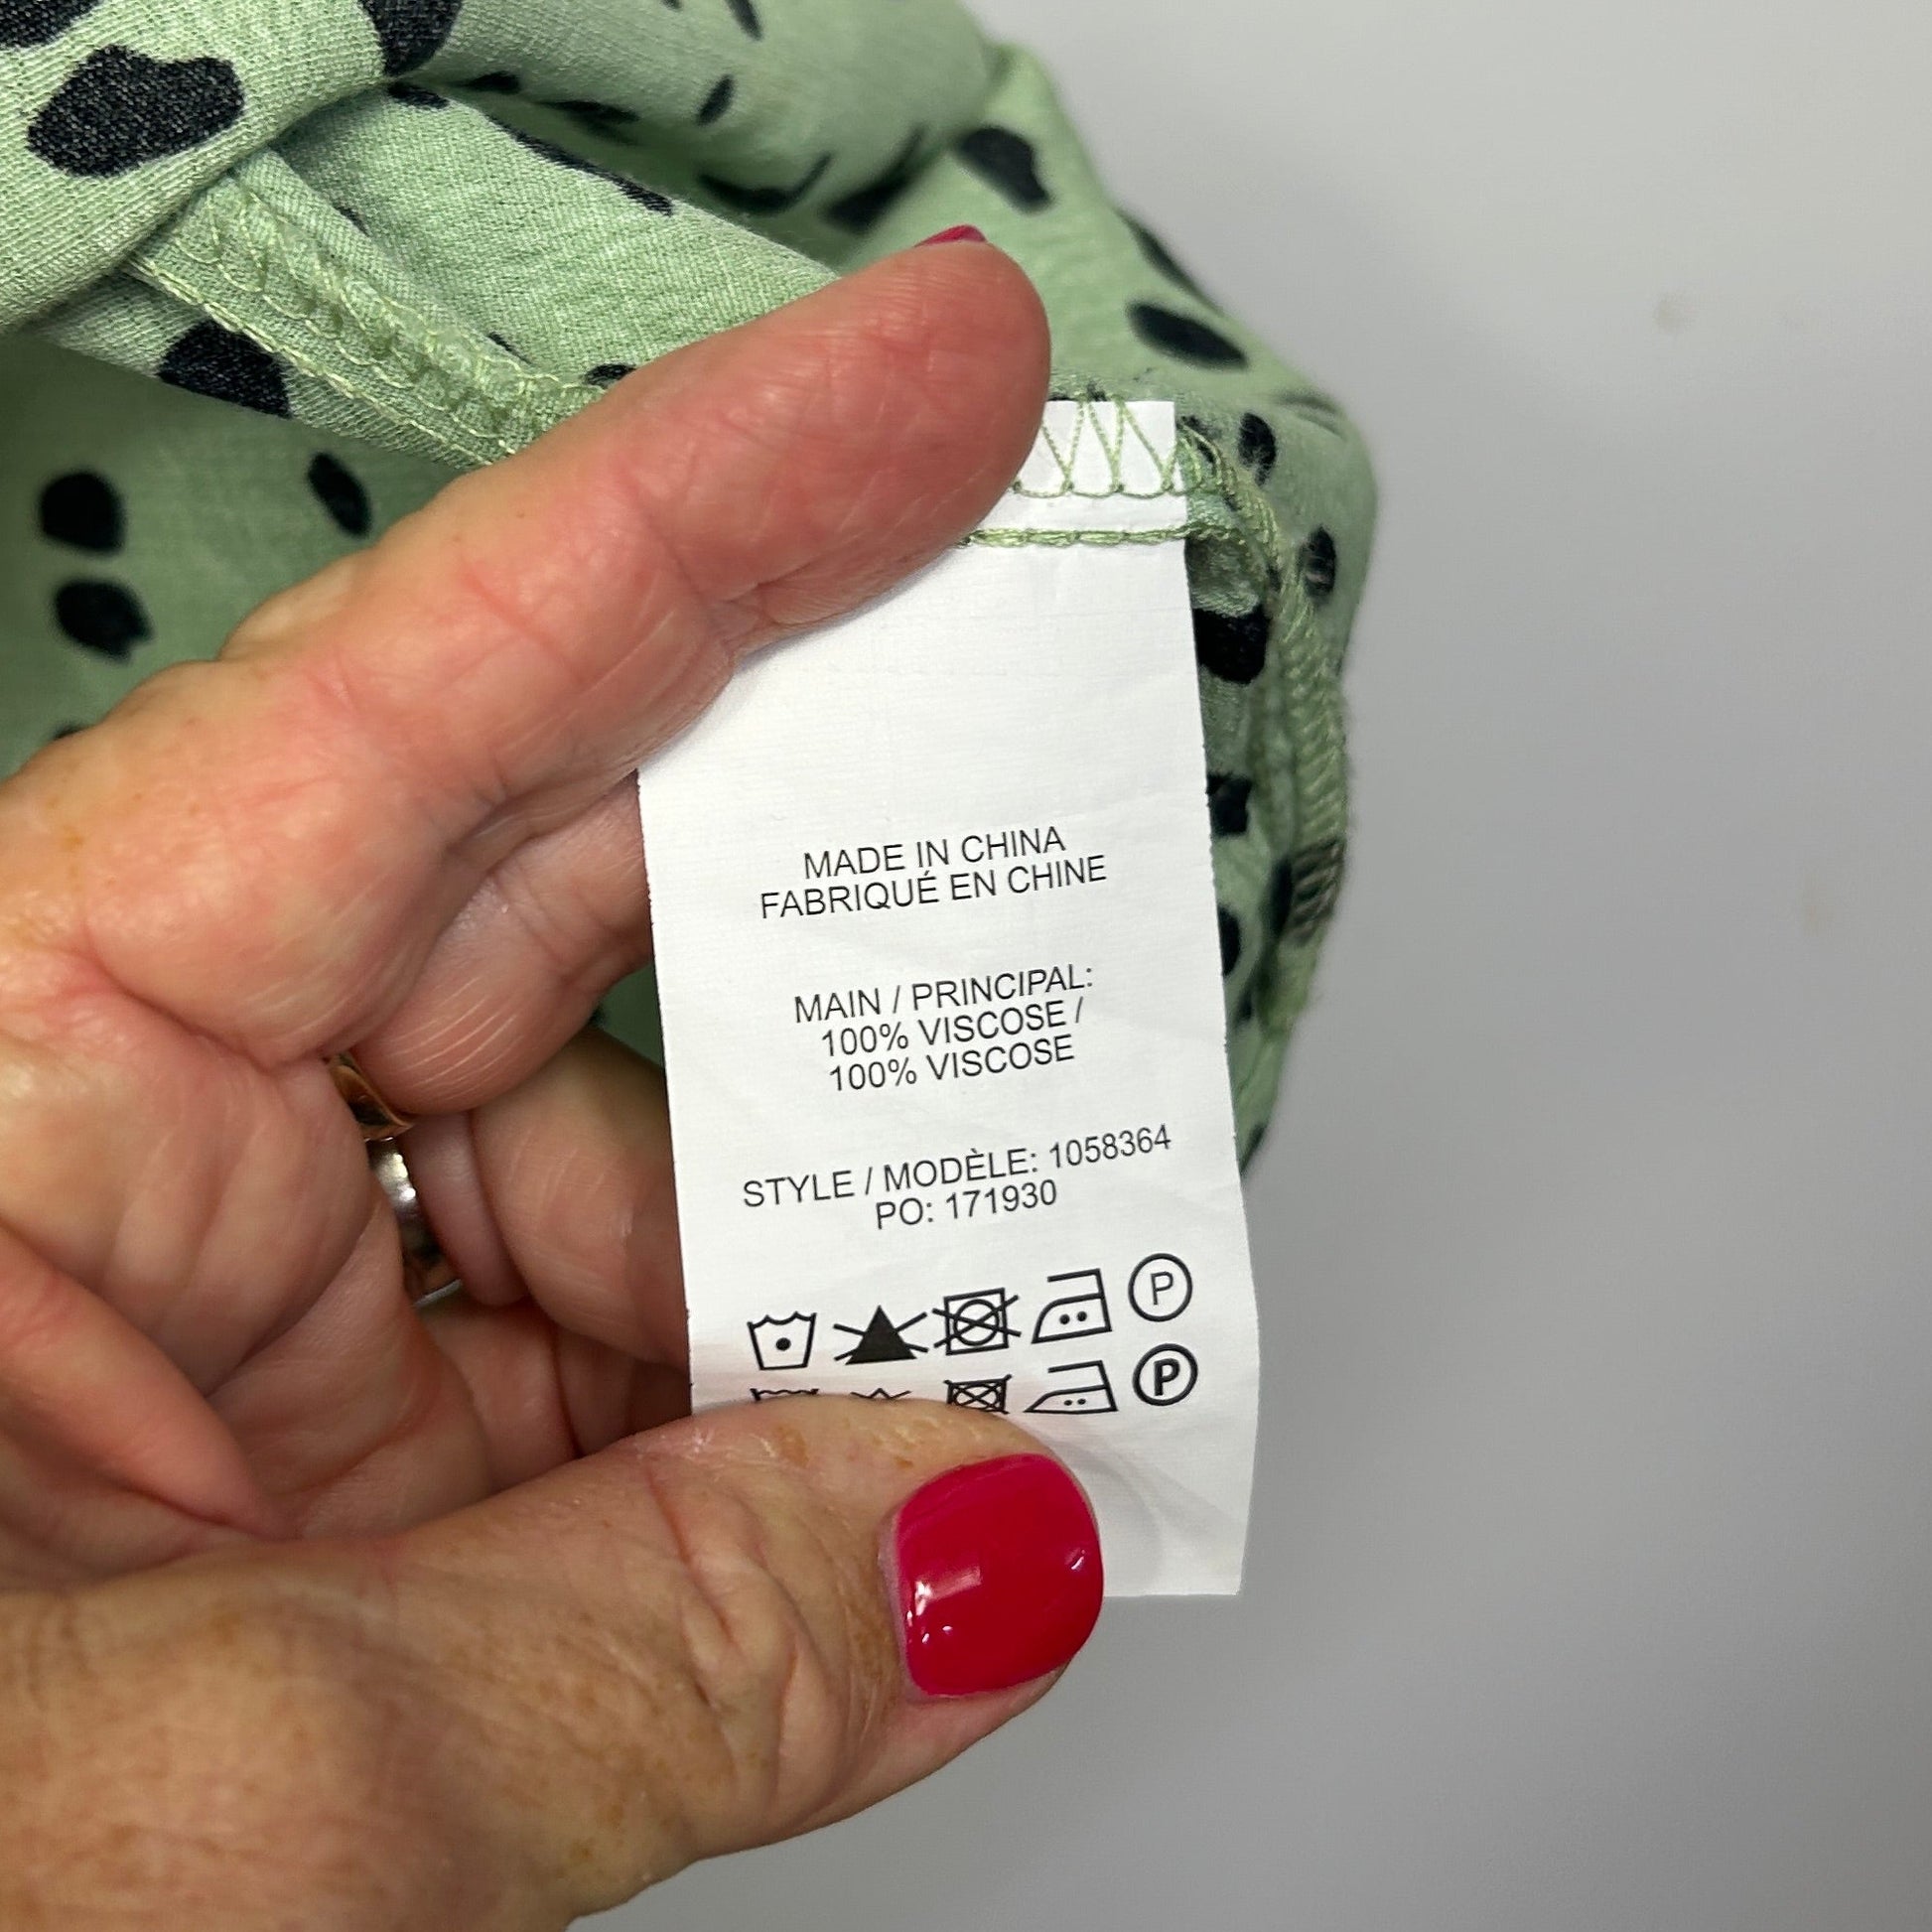 MADE IN CHINA
FABRIQUÉ EN CHINE
MAIN / PRINCIPAL:
100% VISCOSE /
100% VISCOSE
STYLE / MODÈLE: 1058364
PO: 171930
P
P